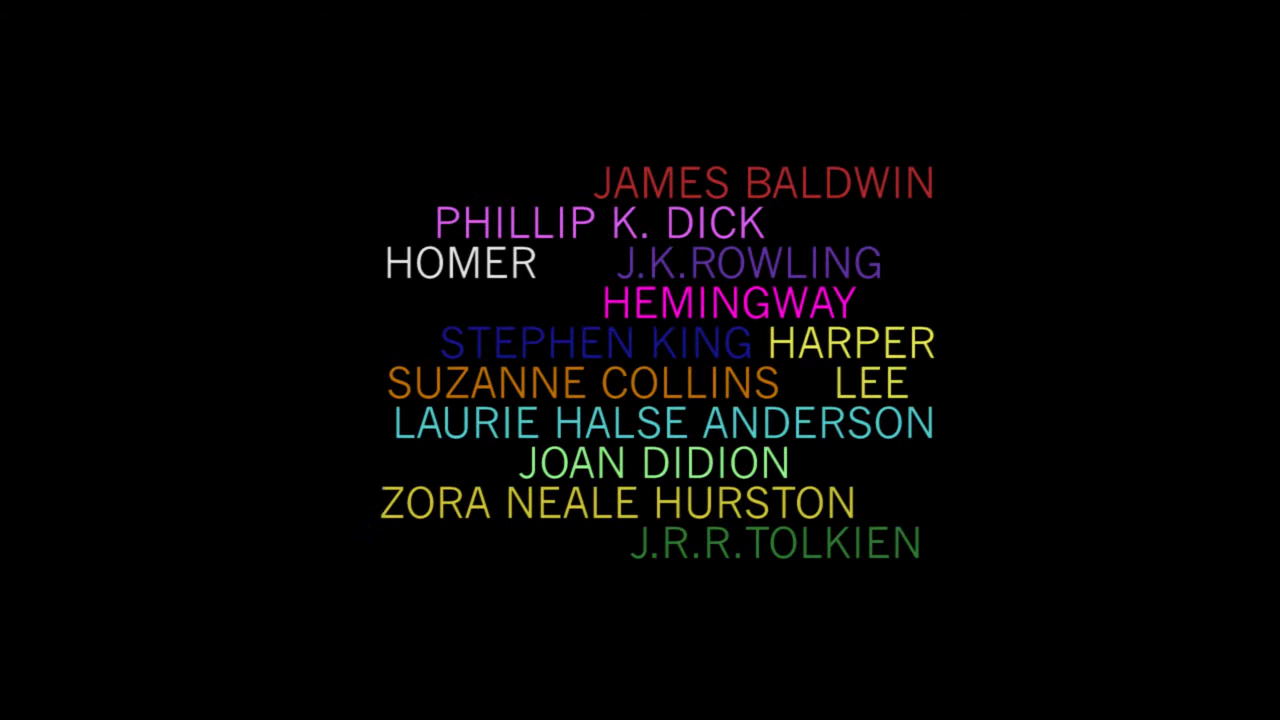 JAMES BALDWIN
PHILLIP K. DICK
HOMER J.K.ROWLING
HEMINGWAY
STEPHEN KING HARPER
SUZANNE COLLINS LEE
LAURIE HALSE ANDERSON
JOAN DIDION
ZORA NEALE HURSTON
J.R.R.TOLKIEN